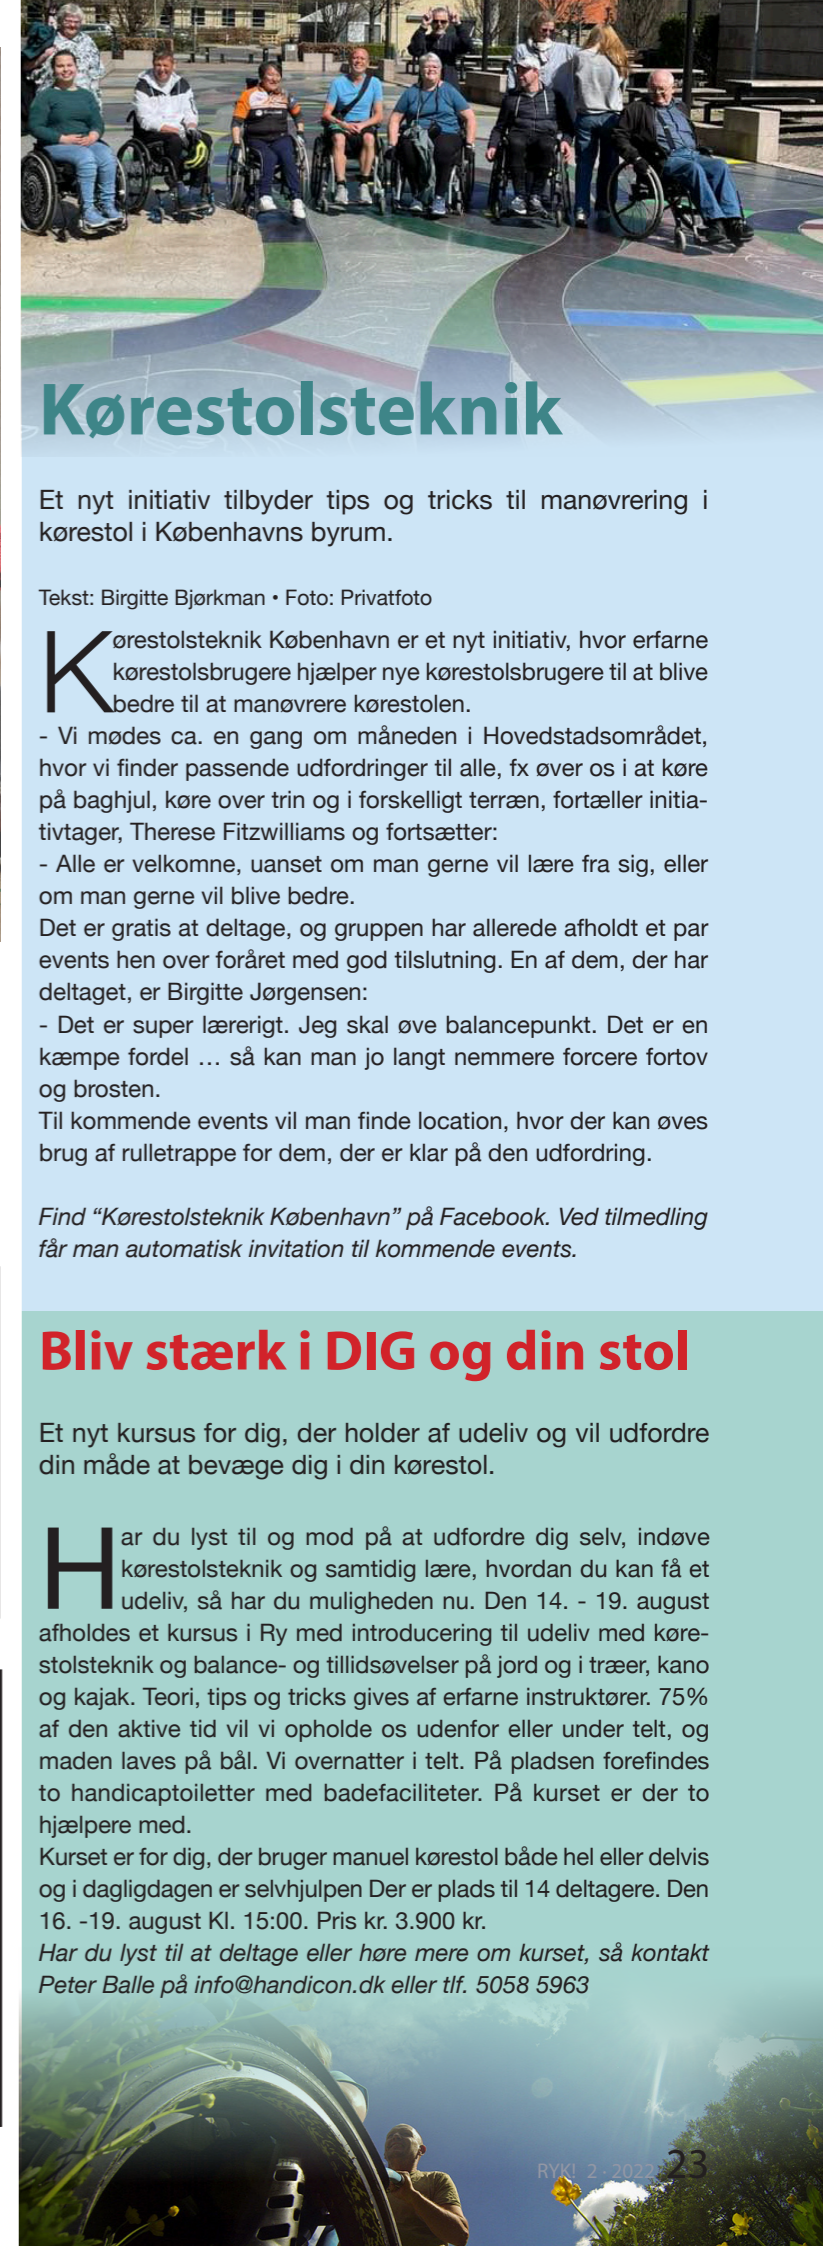 Kørestolsteknik
Et nyt initiativ tilbyder tips og tricks til manøvrering i
kørestol i Københavns byrum.
Tekst: Birgitte Bjørkman • Foto: Privatfoto
Kørestolsteknik København er et nyt initiativ, hvor erfarne
kørestolsbrugere hjælper nye kørestolsbrugere til at blive
bedre til at manøvrere kørestolen.
- Vi mødes ca. en gang om måneden i Hovedstadsområdet,
hvor vi finder passende udfordringer til alle, fx øver os i at køre
på baghjul, køre over trin og i forskelligt terræn, fortæller initia-
tivtager, Therese Fitzwilliams og fortsætter:
- Alle er velkomne, uanset om man gerne vil lære fra sig, eller
om man gerne vil blive bedre.
Det er gratis at deltage, og gruppen har allerede afholdt et par
events hen over foråret med god tilslutning. En af dem, der har
deltaget, er Birgitte Jørgensen:
- Det er super lærerigt. Jeg skal øve balancepunkt. Det er en
kæmpe fordel … så kan man jo langt nemmere forcere fortov
og brosten.
Til kommende events vil man finde location, hvor der kan øves
brug af rulletrappe for dem, der er klar på den udfordring.
Find “Kørestolsteknik København” på Facebook. Ved tilmedling
får man automatisk invitation til kommende events.
Bliv stærk i DIG og din stol
Et nyt kursus for dig, der holder af udeliv og vil udfordre
din måde at bevæge dig i din kørestol.
Har du lyst til og mod på at udfordre dig selv, indøve
kørestolsteknik og samtidig lære, hvordan du kan få et
udeliv, så har du muligheden nu. Den 14. - 19. august
afholdes et kursus i Ry med introducering til udeliv med køre-
stolsteknik og balance- og tillidsøvelser på jord og i træer, kano
og kajak. Teori, tips og tricks gives af erfarne instruktører. 75%
af den aktive tid vil vi opholde os udenfor eller under telt, og
maden laves på bål. Vi overnatter i telt. På pladsen forefindes
to handicaptoiletter med badefaciliteter. På kurset er der to
hjælpere med.
Kurset er for dig, der bruger manuel kørestol både hel eller delvis
og i dagligdagen er selvhjulpen Der er plads til 14 deltagere. Den
16. -19. august Kl. 15:00. Pris kr. 3.900 kr.
Har du lyst til at deltage eller høre mere om kurset, så kontakt
Peter Balle på info@handicon.dk eller tlf. 5058 5963
RYK! 2 · 2022 23